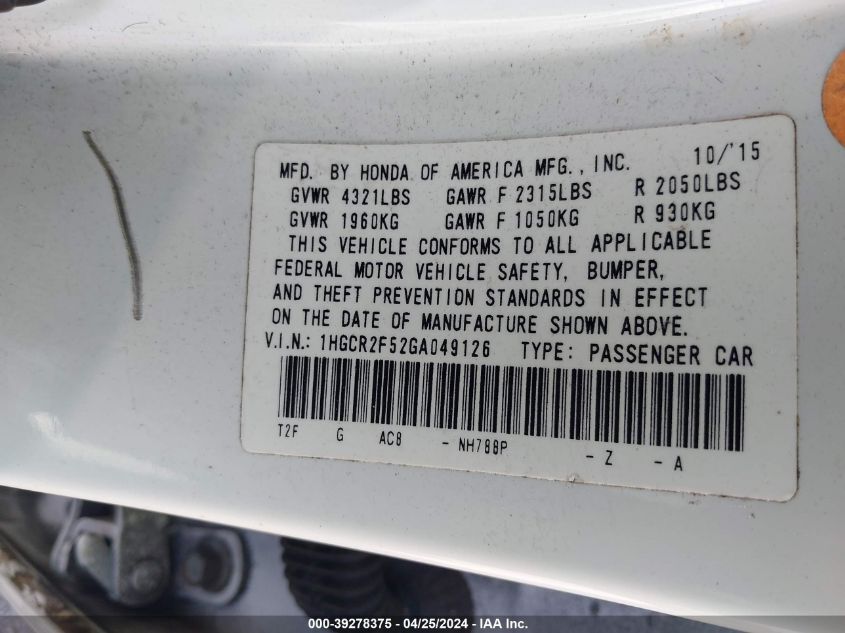 MFD. BY HONDA OF AMERICA MFG., INC. 10/'15
GVWR 4321LBS GAWR F 2315LBS R 2050LBS
GVWR 1960KG GAWR F 1050KG R 930KG
THIS VEHICLE CONFORMS TO ALL APPLICABLE
FEDERAL MOTOR VEHICLE SAFETY, BUMPER,
AND THEFT PREVENTION STANDARDS IN EFFECT
ON THE DATE OF MANUFACTURE SHOWN ABOVE.
V.I.N.: 1HGCR2F52GA049126 TYPE: PASSENGER CAR
T2F G AC8 - NH788P - Z - A
000-39278375 - 04/25/2024 - IAA Inc.